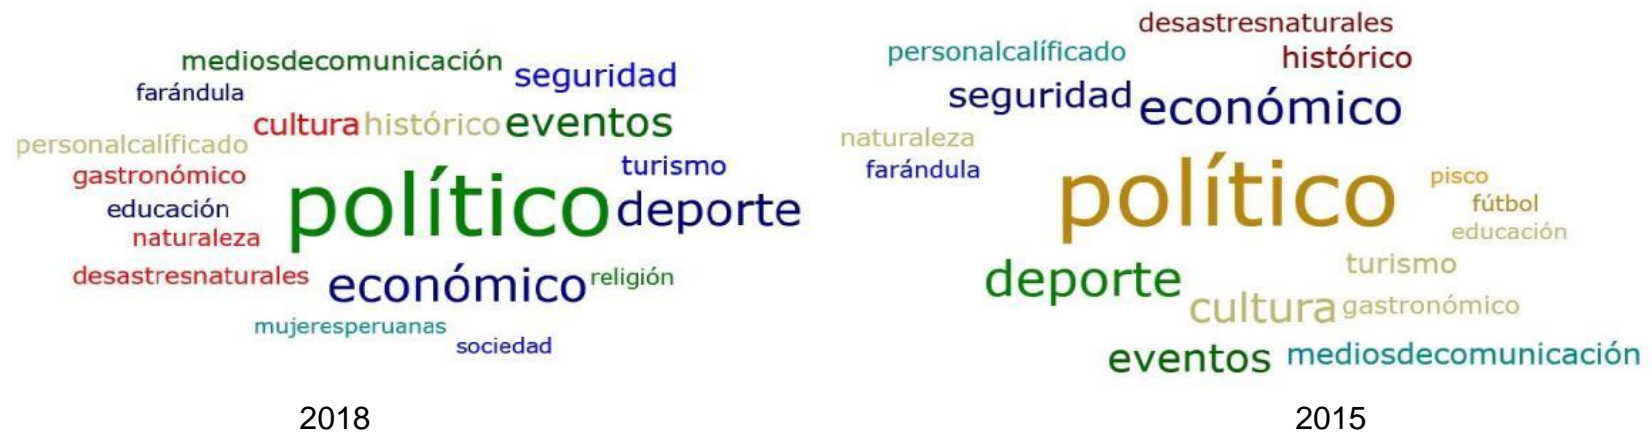 mediosdecomunicación
seguridad
farándula
cultura
histórico
eventos
personalcalíficado
turismo
gastronómico
político
deporte
educación
naturaleza
desastresnaturales
económico
religión
mujeresperuanas
sociedad
2018
desastresnaturales
personalcalíficado
histórico
seguridad
económico
naturaleza
farándula
político
pisco
fútbol
educación
turismo
deporte
cultura
gastronómico
eventos
mediosdecomunicación
2015